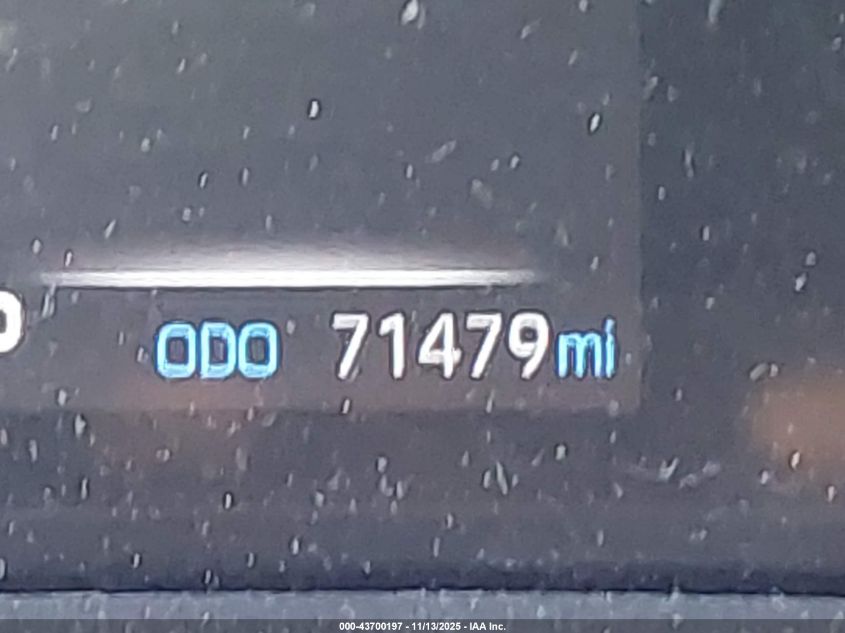 ODO 71479mi
000-43700197 - 11/13/2025 - IAA Inc.